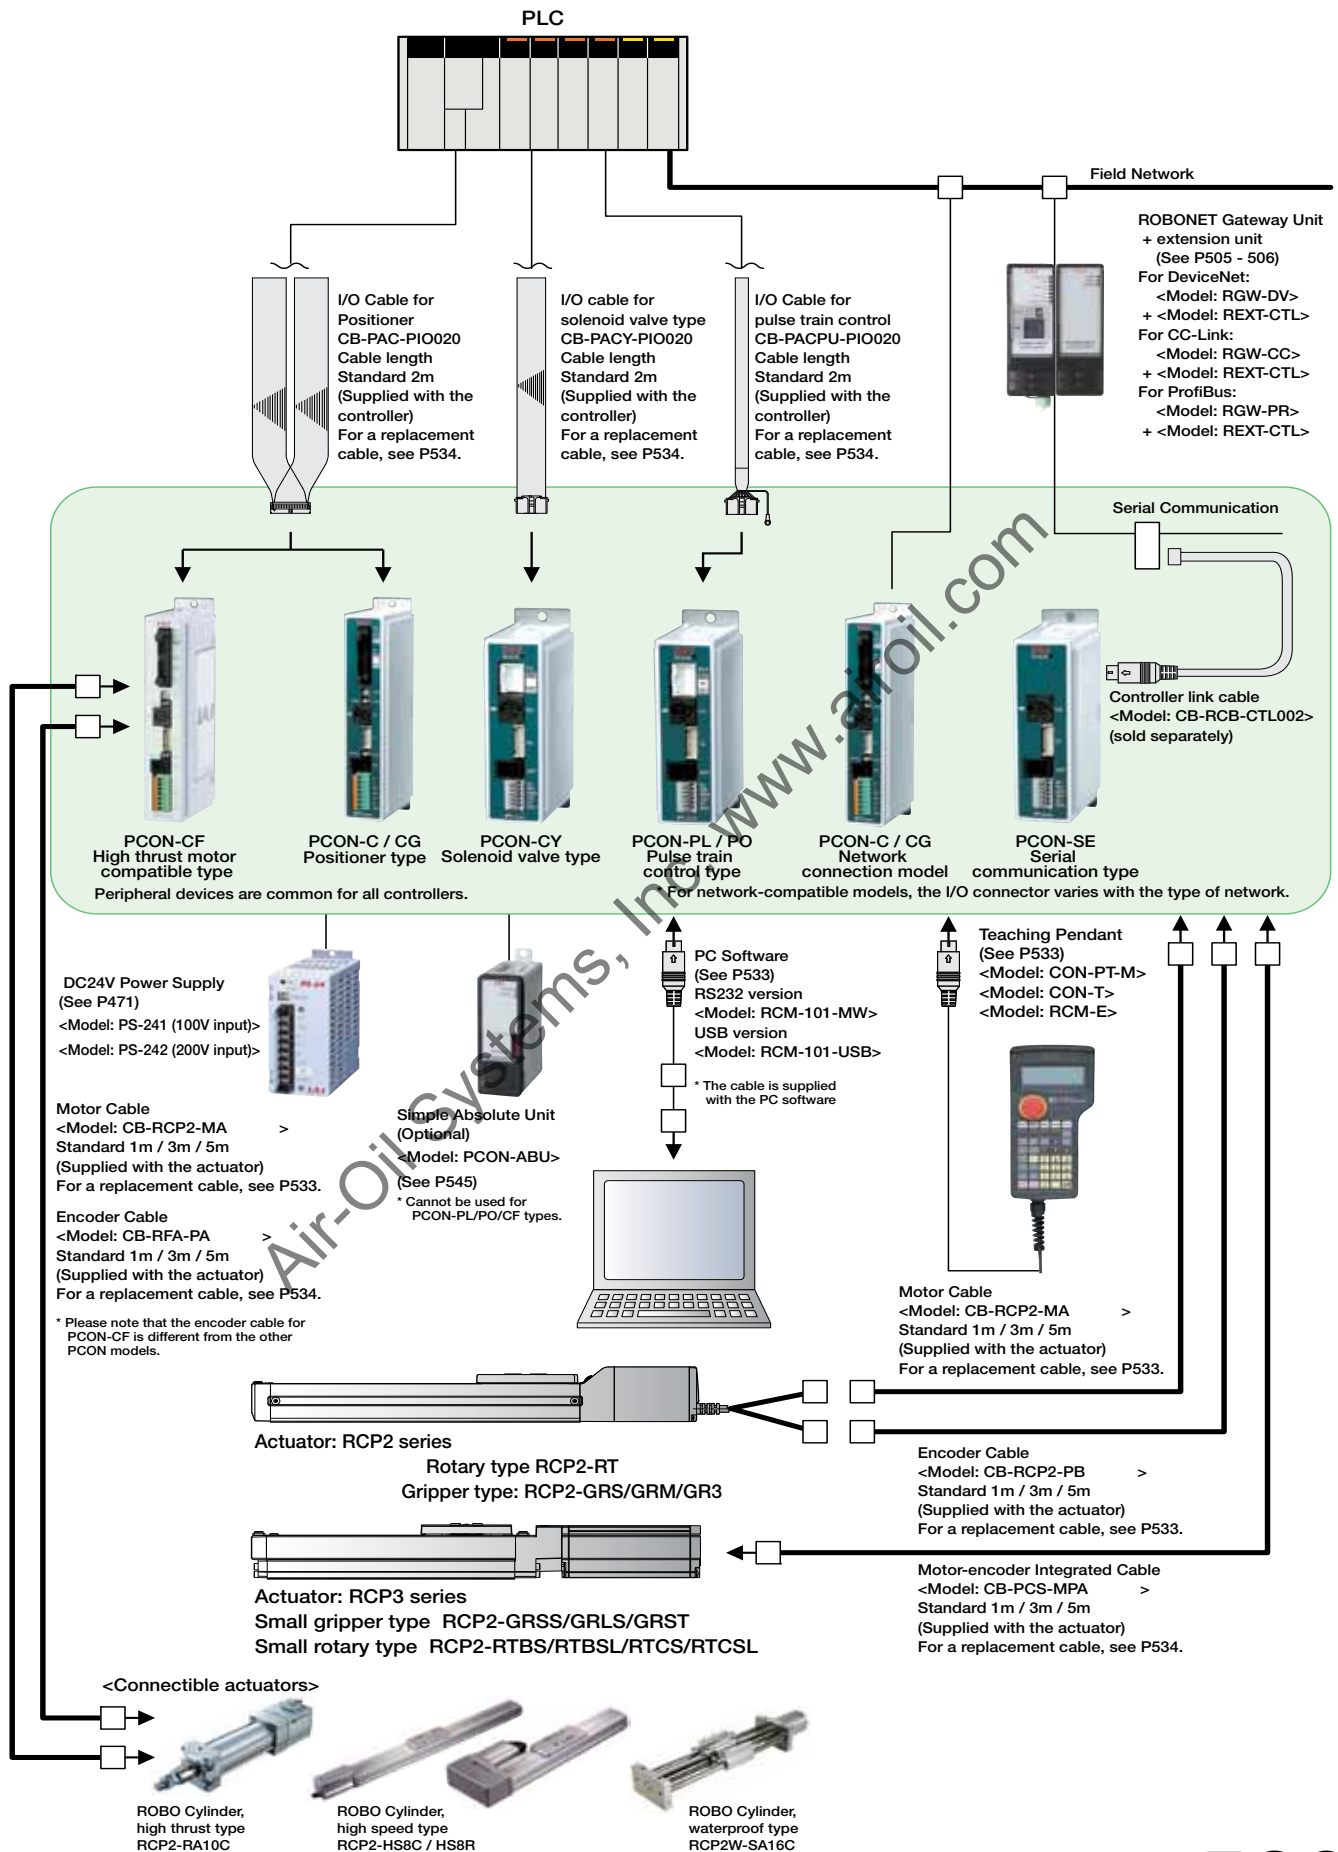 PLC
Field Network
ROBONET Gateway Unit
+ extension unit
(See P505 - 506)
For DeviceNet:
<Model: RGW-DV>
+ <Model: REXT-CTL>
For CC-Link:
<Model: RGW-CC>
+ <Model: REXT-CTL>
For ProfiBus:
<Model: RGW-PR>
+ <Model: REXT-CTL>
I/O Cable for
Positioner
CB-PAC-PIO020
Cable length
Standard 2m
(Supplied with the
controller)
For a replacement
cable, see P534.
I/O cable for
solenoid valve type
CB-PACY-PIO020
Cable length
Standard 2m
(Supplied with the
controller)
For a replacement
cable, see P534.
I/O Cable for
pulse train control
CB-PACPU-PIO020
Cable length
Standard 2m
(Supplied with the
controller)
For a replacement
cable, see P534.
Serial Communication
Controller link cable
<Model: CB-RCB-CTL002>
(sold separately)
PCON-CF
High thrust motor
compatible type
PCON-C / CG
Positioner type
PCON-CY
Solenoid valve type
PCON-PL / PO
Pulse train
control type
PCON-C / CG
Network
connection model
PCON-SE
Serial
communication type
Peripheral devices are common for all controllers.
* For network-compatible models, the I/O connector varies with the type of network.
DC24V Power Supply
(See P471)
<Model: PS-241 (100V input)>
<Model: PS-242 (200V input)>
Simple Absolute Unit
(Optional)
<Model: PCON-ABU>
(See P545)
* Cannot be used for
PCON-PL/PO/CF types.
PC Software
(See P533)
RS232 version
<Model: RCM-101-MW>
USB version
<Model: RCM-101-USB>
* The cable is supplied
with the PC software
Teaching Pendant
(See P533)
<Model: CON-PT-M>
<Model: CON-T>
<Model: RCM-E>
Motor Cable
<Model: CB-RCP2-MA >
Standard 1m / 3m / 5m
(Supplied with the actuator)
For a replacement cable, see P533.
Encoder Cable
<Model: CB-RFA-PA >
Standard 1m / 3m / 5m
(Supplied with the actuator)
For a replacement cable, see P534.
* Please note that the encoder cable for
PCON-CF is different from the other
PCON models.
Motor Cable
<Model: CB-RCP2-MA >
Standard 1m / 3m / 5m
(Supplied with the actuator)
For a replacement cable, see P533.
Actuator: RCP2 series
Rotary type RCP2-RT
Gripper type: RCP2-GRS/GRM/GR3
Encoder Cable
<Model: CB-RCP2-PB >
Standard 1m / 3m / 5m
(Supplied with the actuator)
For a replacement cable, see P533.
Actuator: RCP3 series
Small gripper type RCP2-GRSS/GRLS/GRST
Small rotary type RCP2-RTBS/RTBSL/RTCS/RTCSL
Motor-encoder Integrated Cable
<Model: CB-PCS-MPA >
Standard 1m / 3m / 5m
(Supplied with the actuator)
For a replacement cable, see P534.
<Connectible actuators>
ROBO Cylinder,
high thrust type
RCP2-RA10C
ROBO Cylinder,
high speed type
RCP2-HS8C / HS8R
ROBO Cylinder,
waterproof type
RCP2W-SA16C
Air-Oil Systems, Inc. www.airoil.com